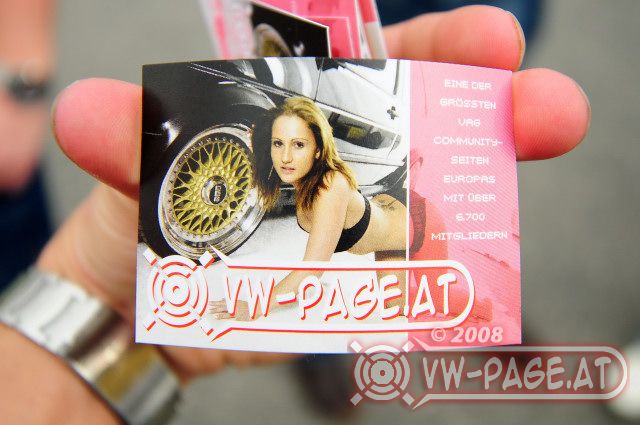 EINE DER
GRÖSSTEN
VAG
COMMUNITY-
SEITEN
EUROPAS
MIT ÜBER
6.700
MITGLIEDERN
VW-PAGE.AT
© 2008
VW-PAGE.AT